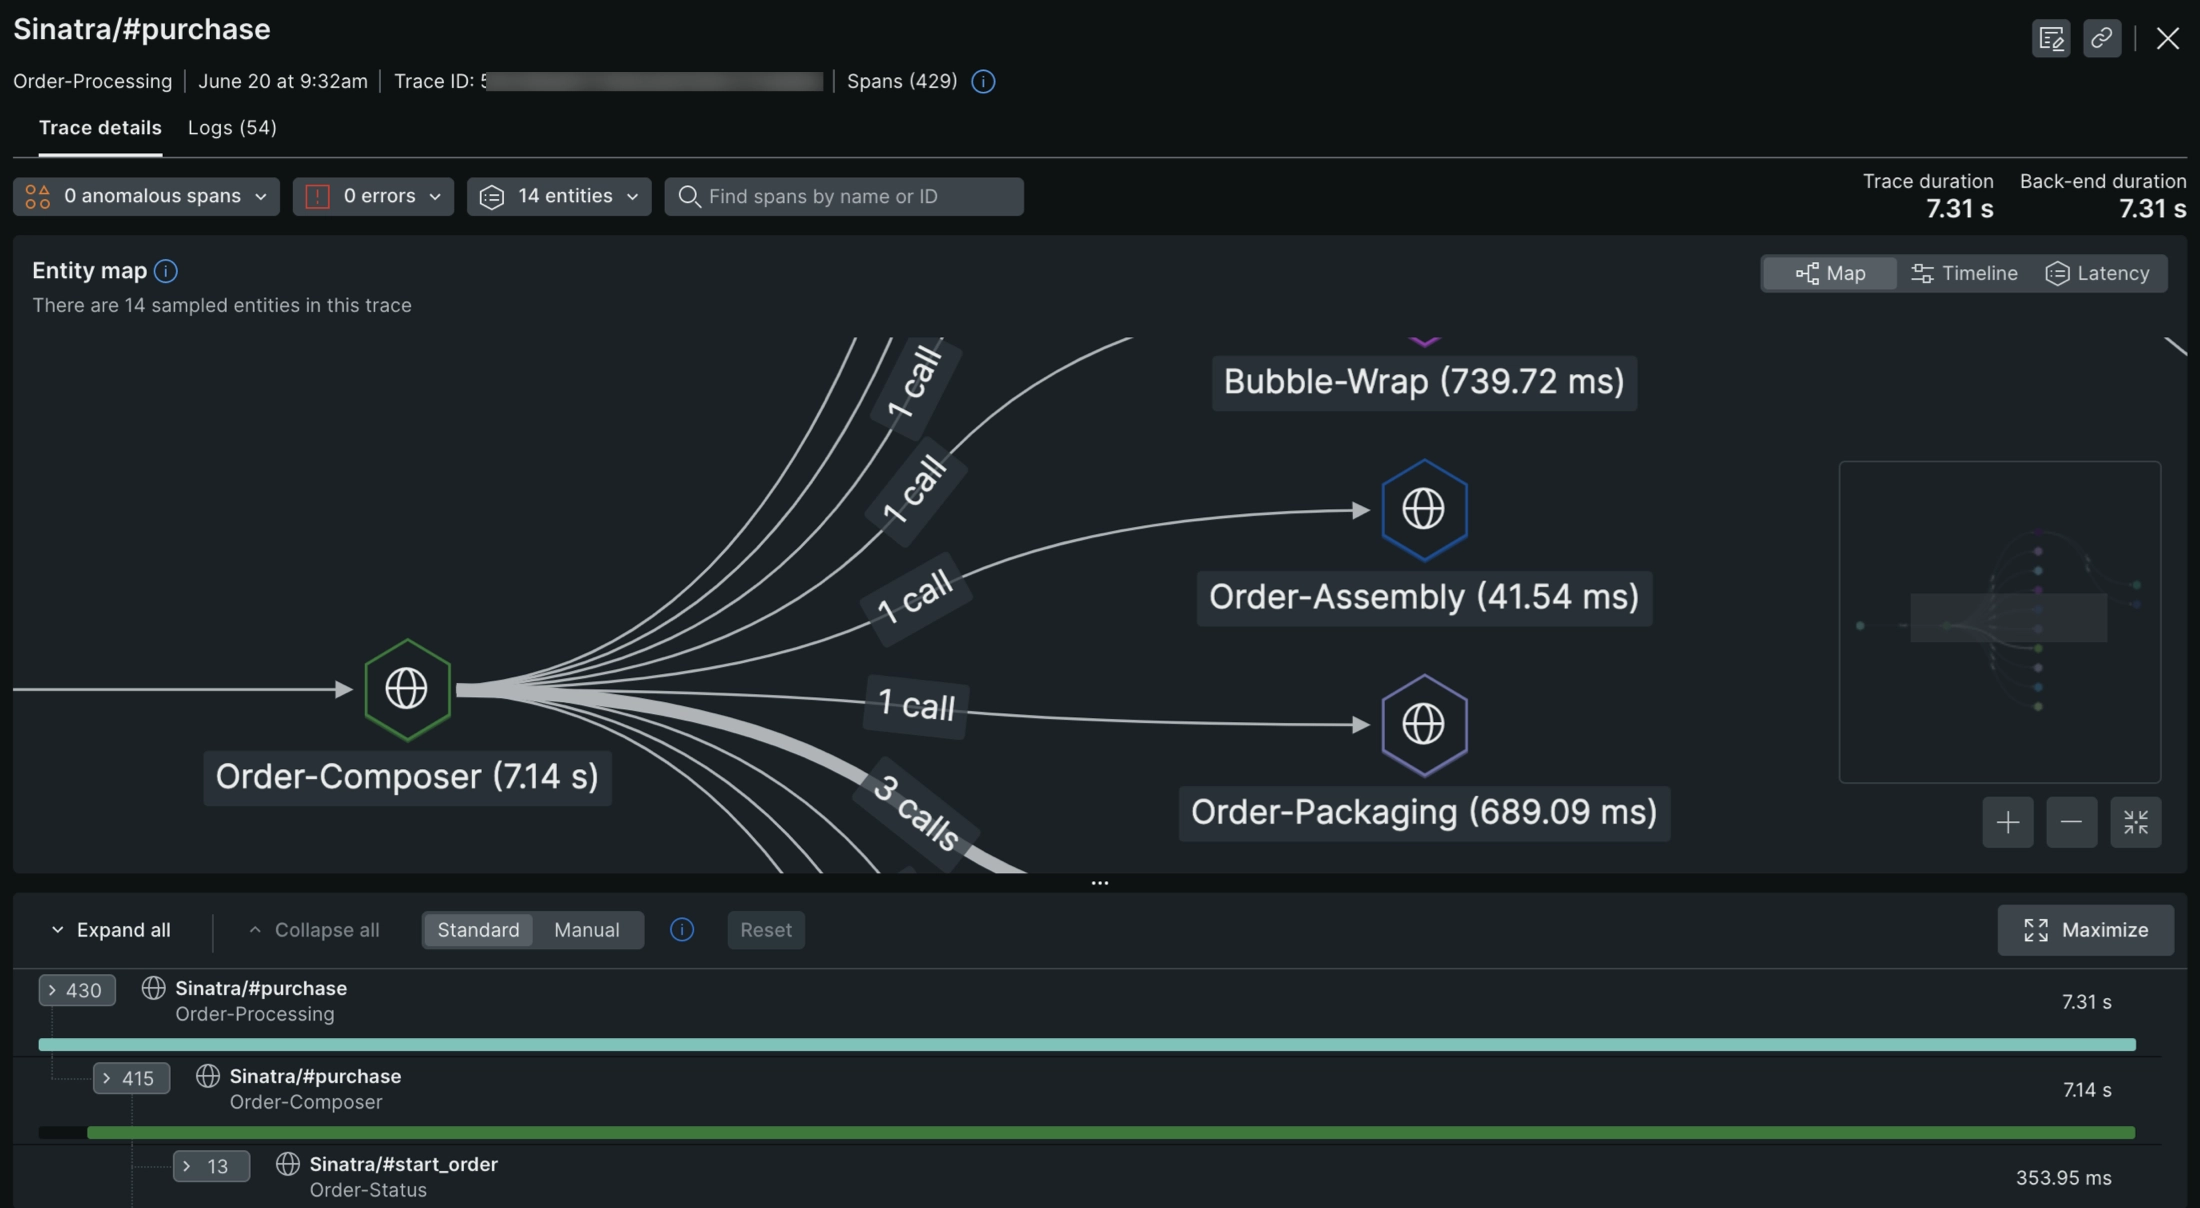 Sinatra/#purchase
Order-Processing | June 20 at 9:32am | Trace ID: 5 | Spans (429)
Trace details Logs (54)
0 anomalous spans 0 errors 14 entities Find spans by name or ID
Trace duration Back-end duration
7.31 s 7.31 s
Entity map
Map Timeline Latency
There are 14 sampled entities in this trace
1 call
Bubble-Wrap (739.72 ms)
1 call
1 call
Order-Assembly (41.54 ms)
1 call
Order-Composer (7.14 s)
3 calls
Order-Packaging (689.09 ms)
Expand all Collapse all Standard Manual Reset Maximize
430 Sinatra/#purchase
Order-Processing
7.31 s
415 Sinatra/#purchase
Order-Composer
7.14 s
13 Sinatra/#start_order
Order-Status
353.95 ms